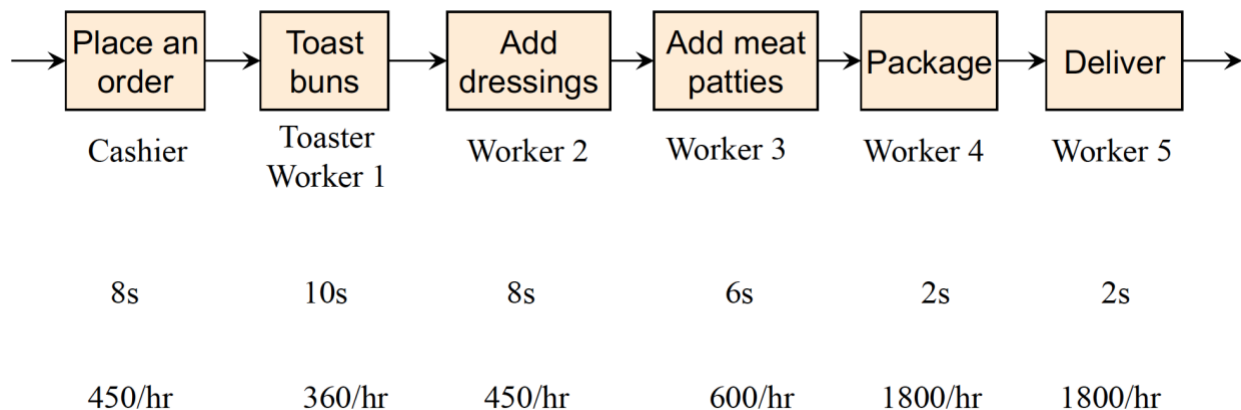 Place an
order
Toast
buns
Add
dressings
Add meat
patties
Package
Deliver
Cashier
Toaster
Worker 1
Worker 2
Worker 3
Worker 4
Worker 5
8s
10s
8s
6s
2s
2s
450/hr
360/hr
450/hr
600/hr
1800/hr
1800/hr